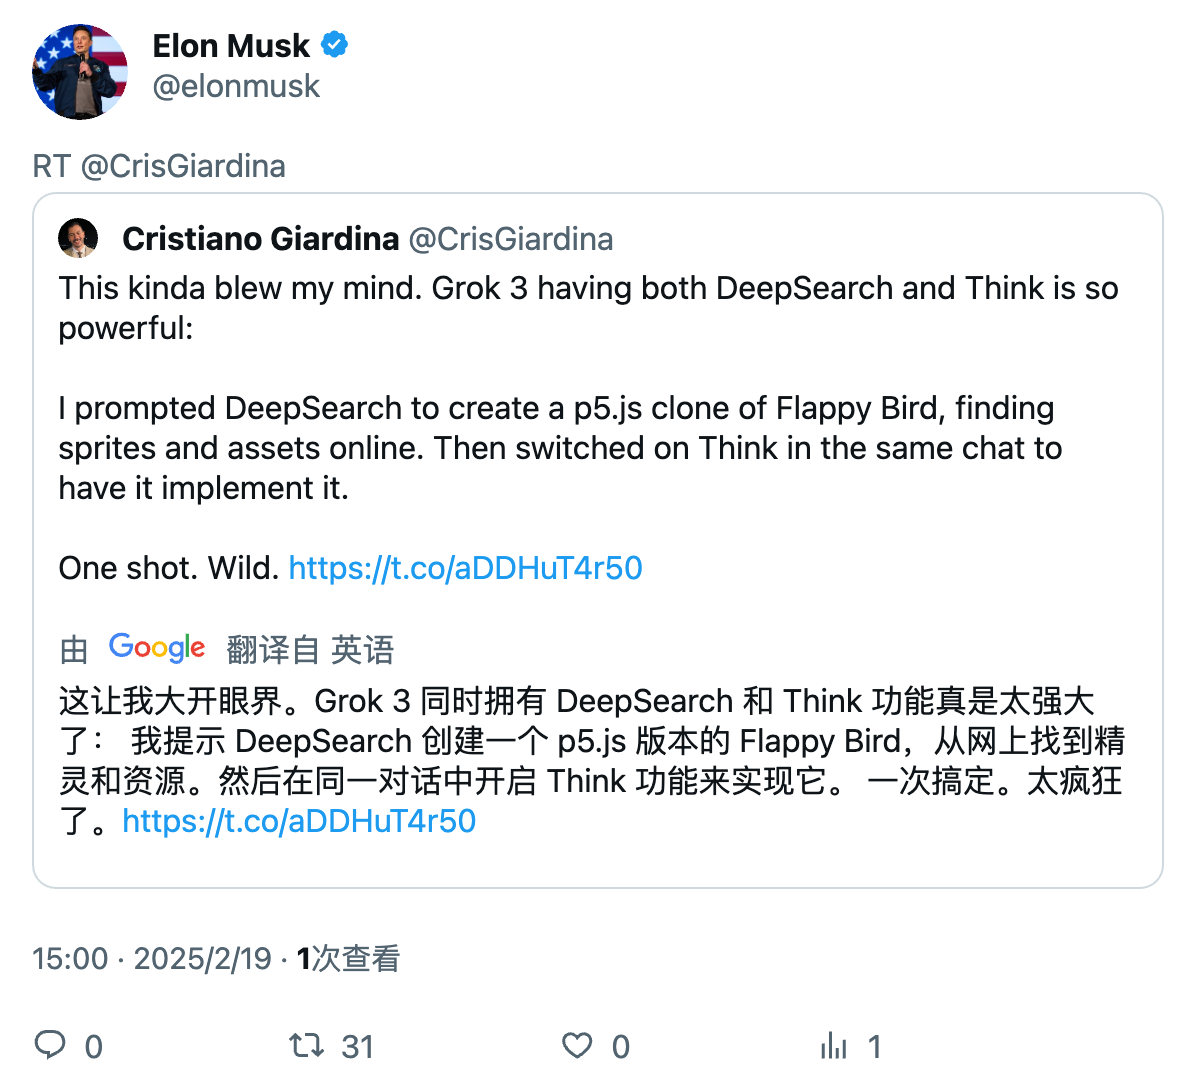 Elon Musk
@elonmusk
RT @CrisGiardina
Cristiano Giardina @CrisGiardina
This kinda blew my mind. Grok 3 having both DeepSearch and Think is so
powerful:
I prompted DeepSearch to create a p5.js clone of Flappy Bird, finding
sprites and assets online. Then switched on Think in the same chat to
have it implement it.
One shot. Wild. https://t.co/aDDHuT4r50
由 Google 翻译自 英语
这让我大开眼界。Grok 3 同时拥有 DeepSearch 和 Think 功能真是太强大
了： 我提示 DeepSearch 创建一个 p5.js 版本的 Flappy Bird，从网上找到精
灵和资源。然后在同一对话中开启 Think 功能来实现它。 一次搞定。太疯狂
了。https://t.co/aDDHuT4r50
15:00 · 2025/2/19 · 1次查看
0 31 0 1